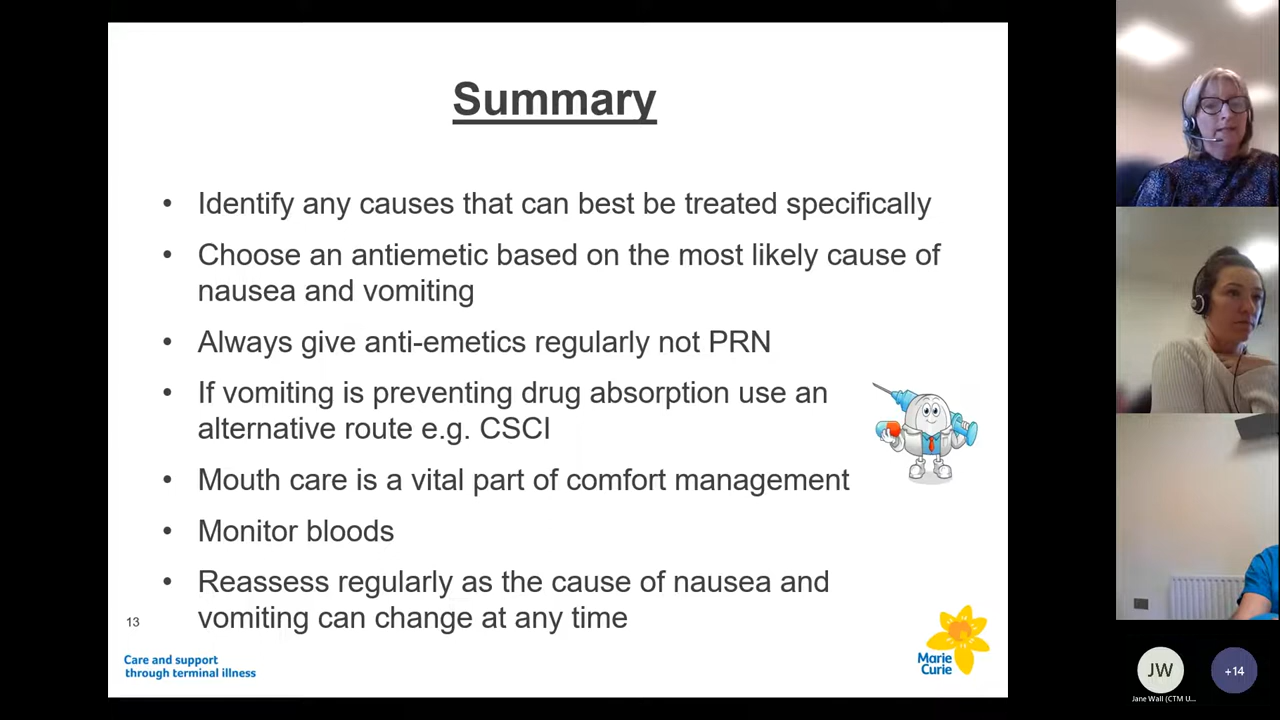 Summary
• Identify any causes that can best be treated specifically
• Choose an antiemetic based on the most likely cause of
nausea and vomiting
• Always give anti-emetics regularly not PRN
• If vomiting is preventing drug absorption use an
alternative route e.g. CSCI
• Mouth care is a vital part of comfort management
• Monitor bloods
• Reassess regularly as the cause of nausea and
vomiting can change at any time
13
Care and support
through terminal illness
Marie
Curie
JW
+14
Jane Wall (CTM U...